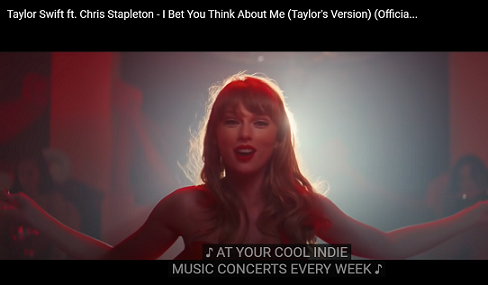 Taylor Swift ft. Chris Stapleton - I Bet You Think About Me (Taylor's Version) (Officia...
♪ AT YOUR COOL INDIE
MUSIC CONCERTS EVERY WEEK ♪